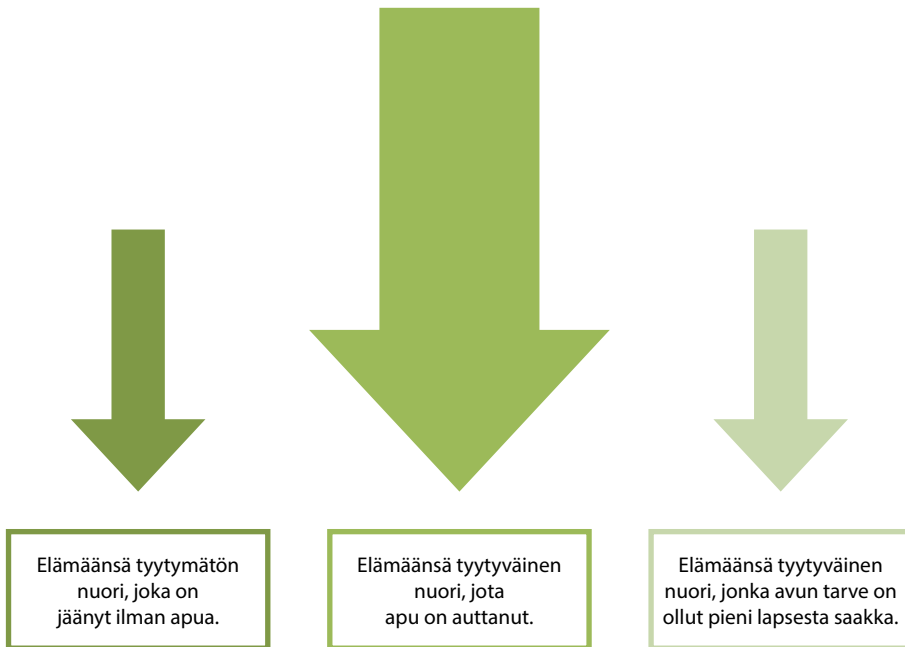 Elämäänsä tyytymätön
nuori, joka on
jäänyt ilman apua.
Elämäänsä tyytyväinen
nuori, jota
apu on auttanut.
Elämäänsä tyytyväinen
nuori, jonka avun tarve on
ollut pieni lapsesta saakka.